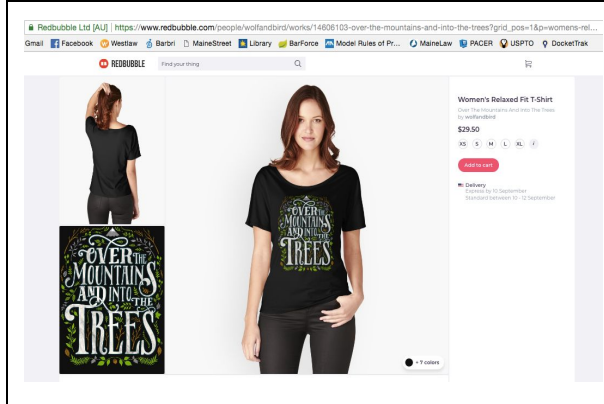 Redbubble Ltd [AU] | https://www.redbubble.com/people/wolfandbird/works/14606103-over-the-mountains-and-into-the-trees?grid_pos=1&p=womens-rel...
Gmail Facebook Westlaw Barbri MaineStreet Library BarForce Model Rules of Pr... MaineLaw PACER USPTO DocketTrak
REDBUBBLE Find your thing
Women's Relaxed Fit T-Shirt
Over The Mountains And Into The Trees
by wolfandbird
$29.50
XS S M L XL
Add to cart
Delivery
Express by 10 September
Standard between 10 - 12 September
OVER THE
MOUNTAINS
AND INTO THE
TREES
OVER THE
MOUNTAINS
AND INTO THE
TREES
+ 7 colors